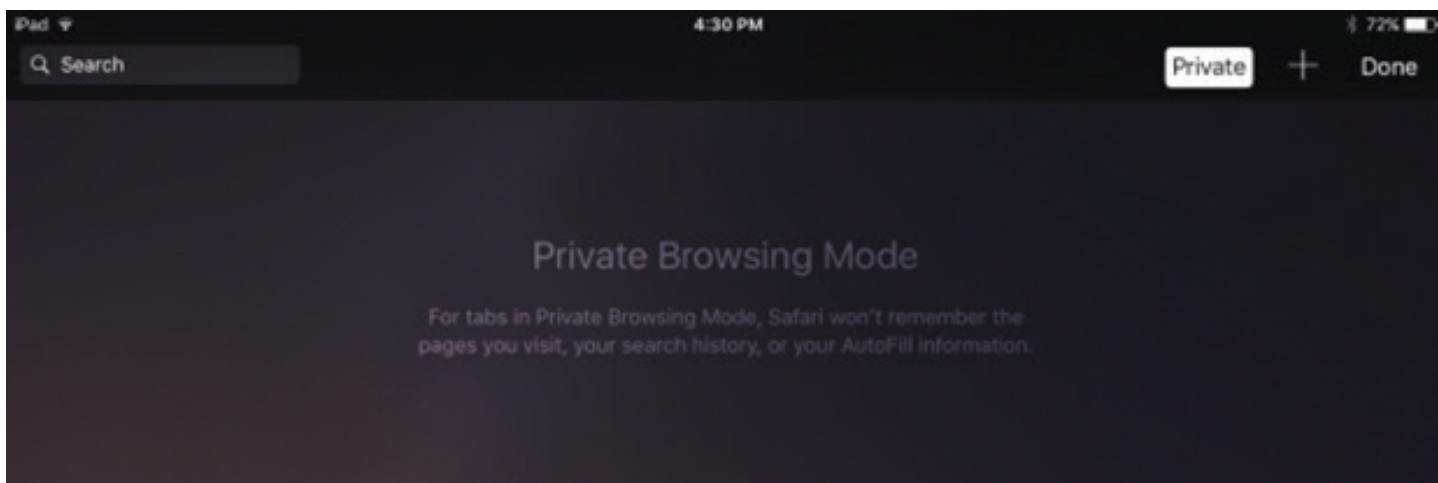 iPad 4:30 PM 72%
Search Private + Done
Private Browsing Mode
For tabs in Private Browsing Mode, Safari won't remember the
pages you visit, your search history, or your AutoFill information.